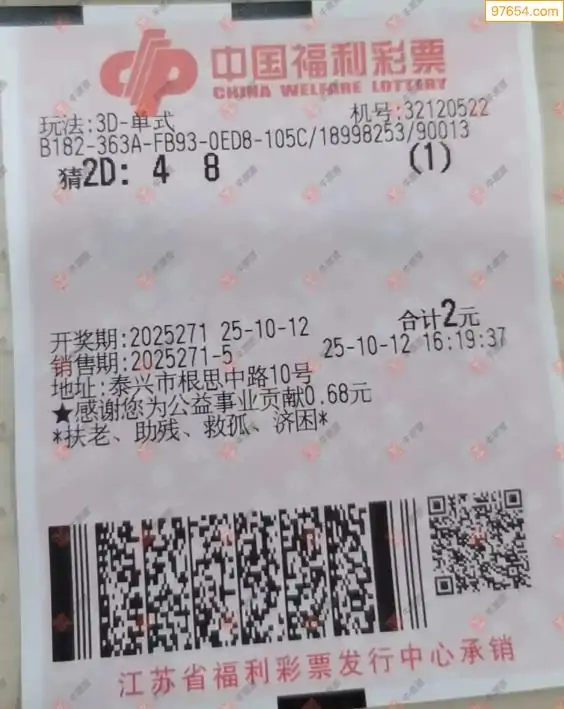 97654.com
中国福利彩票
CHINA WELFARE LOTTERY
玩法:3D-单式 机号:32120522
B182-363A-FB93-0ED8-105C/18998253/90013
猜2D: 4 8 (1)
开奖期:2025271 25-10-12 合计2元
销售期:2025271-5 25-10-12 16:19:37
地址:泰兴市根思中路10号
★感谢您为公益事业贡献0.68元
*扶老、助残、救孤、济困*
江苏省福利彩票发行中心承销